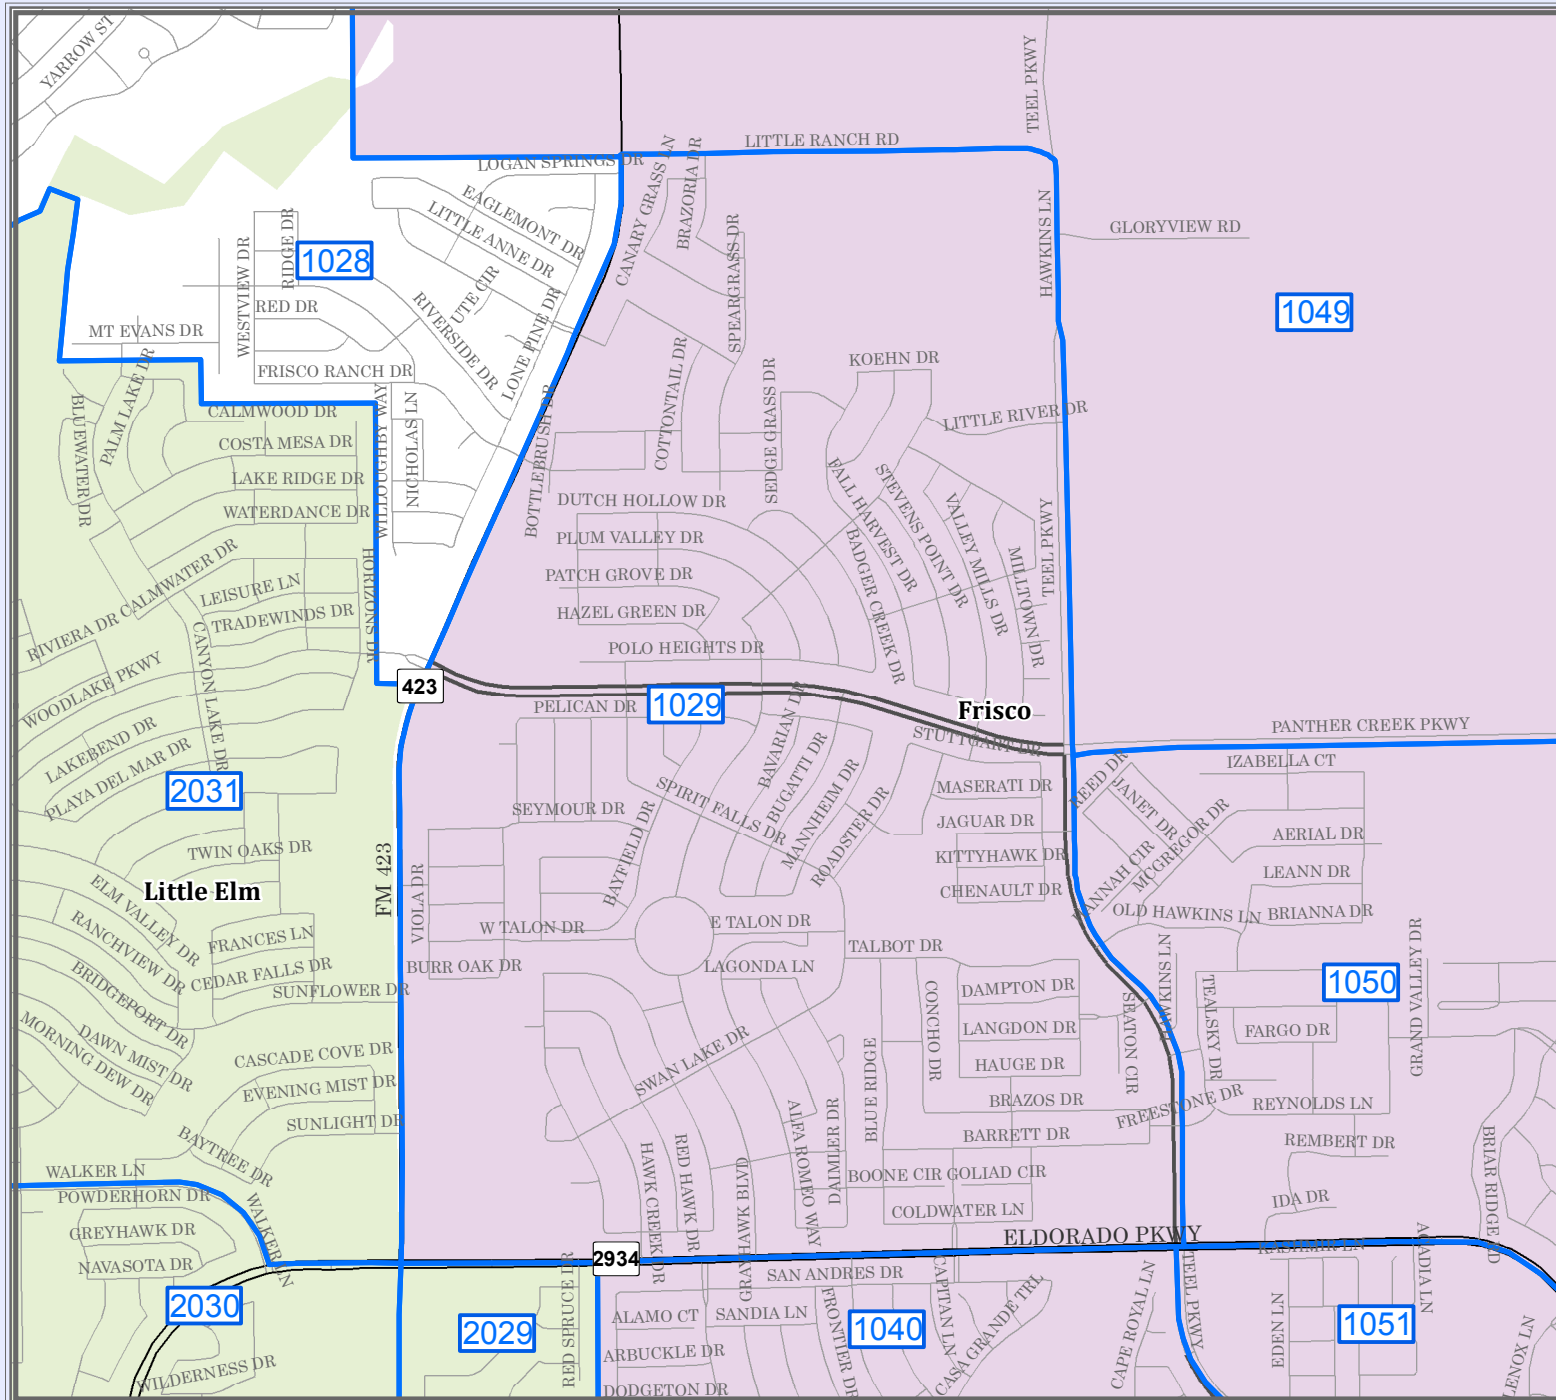 YARROW ST
TEEL PKWY
LITTLE RANCH RD
LOGAN SPRINGS DR
CANARY GRASS LN
BRAZORIA DR
EAGLEMONT DR
LITTLE ANNE DR
RIDGE DR
WESTVIEW DR
1028
SPEARGRASS DR
HAWKINS LN
GLORYVIEW RD
UTE CIR
RIVERSIDE DR
LONE PINE DR
RED DR
MT EVANS DR
1049
KOEHN DR
FRISCO RANCH DR
PALM LAKE DR
BLUEWATER DR
CALMWOOD DR
WILLOUGHBY WAY
NICHOLAS LN
BOTTLEBRUSH DR
COTTONTAIL DR
SEDGE GRASS DR
LITTLE RIVER DR
COSTA MESA DR
LAKE RIDGE DR
WATERDANCE DR
DUTCH HOLLOW DR
FALL HARVEST DR
STEVENS POINT DR
VALLEY MILLS DR
MILLTOWN DR
TEEL PKWY
PLUM VALLEY DR
BADGER CREEK DR
PATCH GROVE DR
HAZEL GREEN DR
POLO HEIGHTS DR
CALMWATER DR
RIVIERA DR
LEISURE LN
TRADEWINDS DR
HORIZONS DR
CANYON LAKE DR
WOODLAKE PKWY
423
PELICAN DR
1029
Frisco
PANTHER CREEK PKWY
STUTTGART DR
LAKEBEND DR
PLAYA DEL MAR DR
2031
BAVARIAN DR
BUGATTI DR
MANNHEIM DR
ROADSTER DR
SPIRIT FALLS DR
SEYMOUR DR
BAYFIELD DR
MASERATI DR
JAGUAR DR
KITTYHAWK DR
CHENAULT DR
REED DR
JANET DR
MCGREGOR DR
HANNAH CIR
IZABELLA CT
AERIAL DR
LEANN DR
OLD HAWKINS LN
BRIANNA DR
TWIN OAKS DR
Little Elm
FM 423
VIOLA DR
ELM VALLEY DR
RANCHVIEW DR
BRIDGEPORT DR
DAWN MIST DR
MORNING DEW DR
FRANCES LN
CEDAR FALLS DR
SUNFLOWER DR
W TALON DR
E TALON DR
BURR OAK DR
LAGONDA LN
TALBOT DR
CONCHO DR
DAMPTON DR
LANGDON DR
HAUGE DR
SEATON CIR
HAWKINS LN
TEALSKY DR
FARGO DR
1050
GRAND VALLEY DR
CASCADE COVE DR
EVENING MIST DR
SUNLIGHT DR
SWAN LAKE DR
BLUE RIDGE
BRAZOS DR
BARRETT DR
FREESTONE DR
REYNOLDS LN
REMBERT DR
BRIAR RIDGE RD
BAYTREE DR
WALKER LN
POWDERHORN DR
GREYHAWK DR
NAVASOTA DR
WALKER LN
HAWK CREEK DR
RED HAWK DR
GRAYHAWK BLVD
ALFA ROMEO WAY
DAIMLER DR
BOONE CIR
GOLIAD CIR
COLDWATER LN
IDA DR
ELDORADO PKWY
KASHMIR LN
ACADIA LN
2934
2030
2029
RED SPRUCE DR
SAN ANDRES DR
ALAMO CT
SANDIA LN
FRONTIER DR
1040
CAPITAN LN
CASA GRANDE TRL
CAPE ROYAL LN
TEEL PKWY
EDEN LN
1051
LENOX LN
ARBUCKLE DR
DODGETON DR
WILDERNESS DR